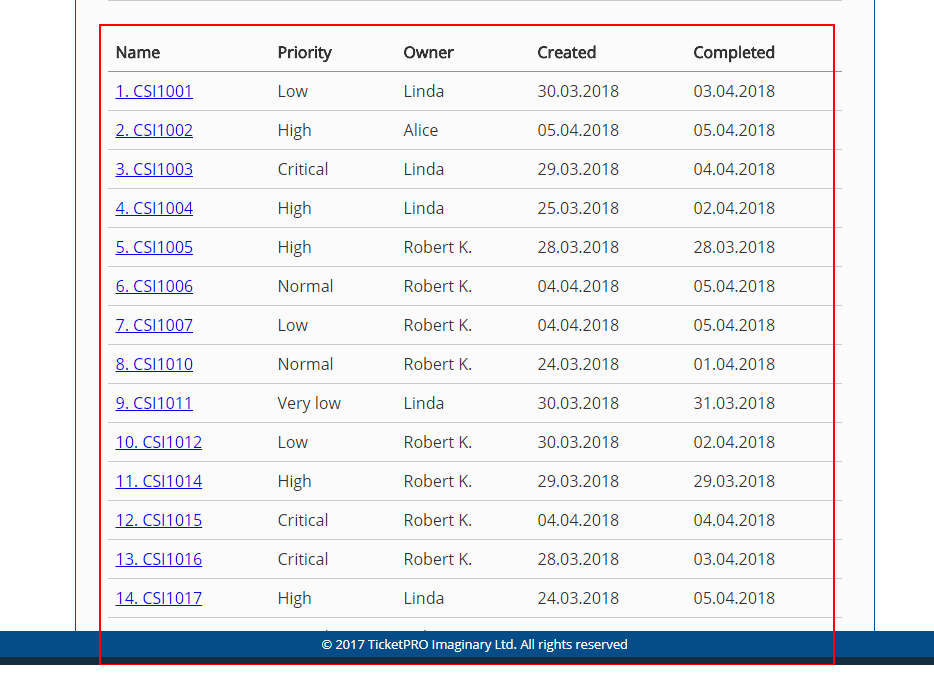 Name Priority Owner Created Completed
1. CSI1001 Low Linda 30.03.2018 03.04.2018
2. CSI1002 High Alice 05.04.2018 05.04.2018
3. CSI1003 Critical Linda 29.03.2018 04.04.2018
4. CSI1004 High Linda 25.03.2018 02.04.2018
5. CSI1005 High Robert K. 28.03.2018 28.03.2018
6. CSI1006 Normal Robert K. 04.04.2018 05.04.2018
7. CSI1007 Low Robert K. 04.04.2018 05.04.2018
8. CSI1010 Normal Robert K. 24.03.2018 01.04.2018
9. CSI1011 Very low Linda 30.03.2018 31.03.2018
10. CSI1012 Low Robert K. 30.03.2018 02.04.2018
11. CSI1014 High Robert K. 29.03.2018 29.03.2018
12. CSI1015 Critical Robert K. 04.04.2018 04.04.2018
13. CSI1016 Critical Robert K. 28.03.2018 03.04.2018
14. CSI1017 High Linda 24.03.2018 05.04.2018
© 2017 TicketPRO Imaginary Ltd. All rights reserved